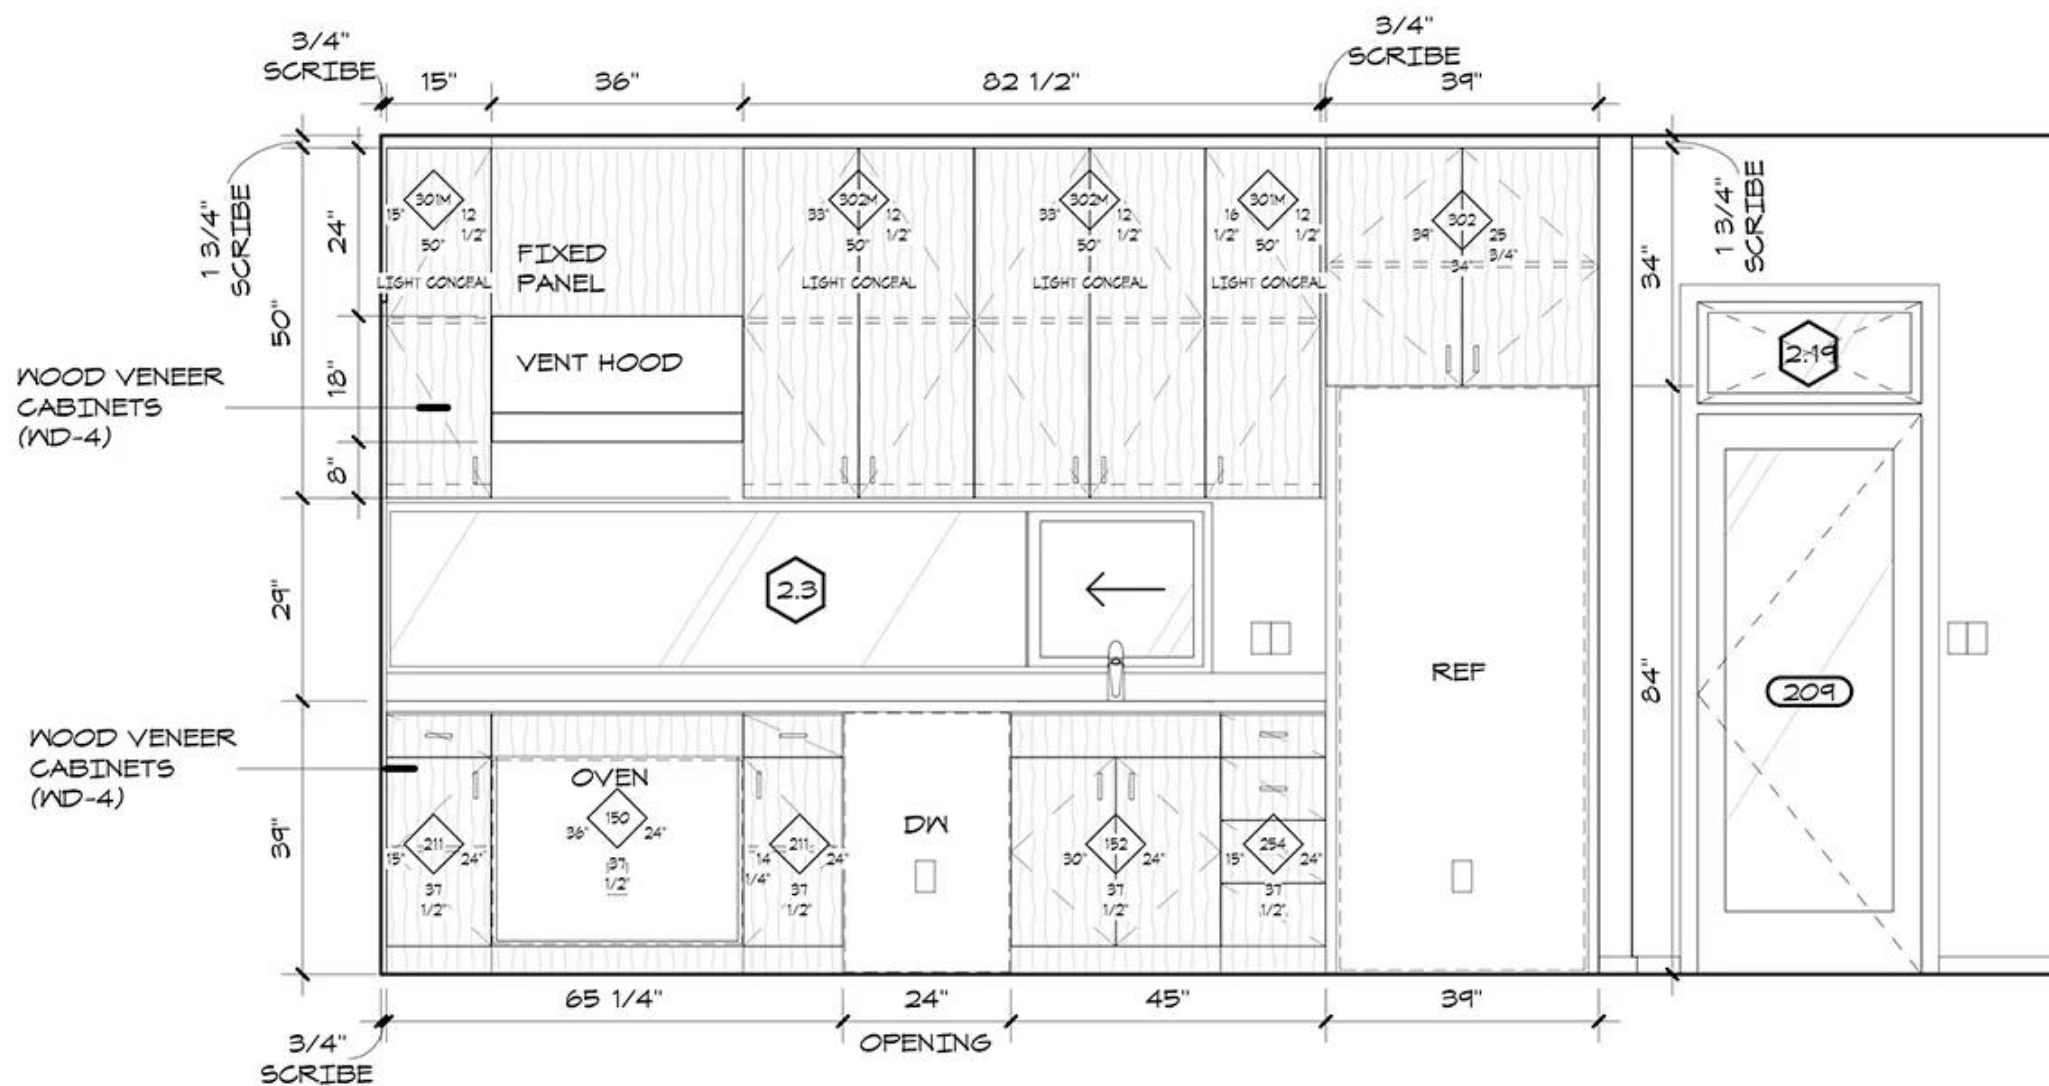 3/4"
SCRIBE
15"
36"
82 1/2"
3/4"
SCRIBE
39"
1 3/4"
SCRIBE
50"
24"
18"
8"
29"
39"
301M
15"
12
1/2"
50"
LIGHT CONCEAL
FIXED
PANEL
VENT HOOD
302M
33"
12
1/2"
50"
LIGHT CONCEAL
302M
33"
12
1/2"
50"
LIGHT CONCEAL
301M
16
1/2"
12
1/2"
50"
LIGHT CONCEAL
302
39"
25
3/4"
34"
34"
1 3/4"
SCRIBE
WOOD VENEER
CABINETS
(WD-4)
2.19
2.3
REF
84"
209
WOOD VENEER
CABINETS
(WD-4)
OVEN
150
36"
24"
37
1/2"
211
15"
24"
37
1/2"
211
14
1/4"
24"
37
1/2"
DW
152
30"
24"
37
1/2"
254
15"
24"
37
1/2"
65 1/4"
24"
OPENING
45"
39"
3/4"
SCRIBE